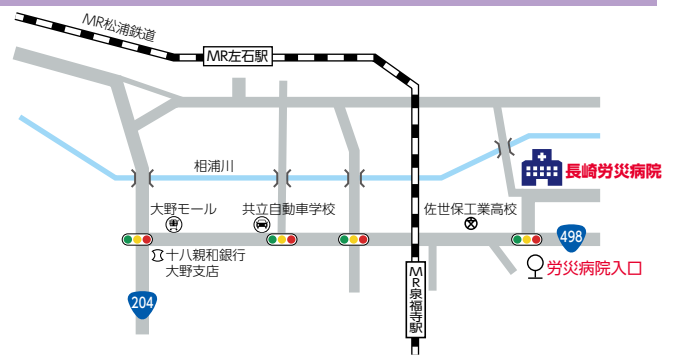 MR松浦鉄道
MR左石駅
相浦川
長崎労災病院
大野モール
共立自動車学校
佐世保工業高校
498
十八親和銀行
大野支店
労災病院入口
MR泉福寺駅
204